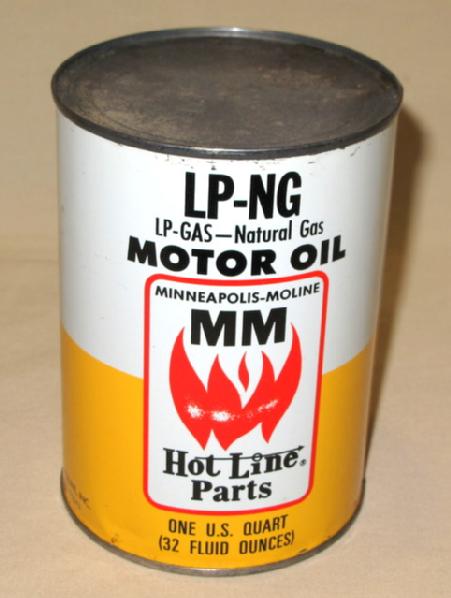 LP-NG
LP-GAS—Natural Gas
MOTOR OIL
MINNEAPOLIS-MOLINE
MM
Hot Line®
Parts
ONE U.S. QUART
(32 FLUID OUNCES)